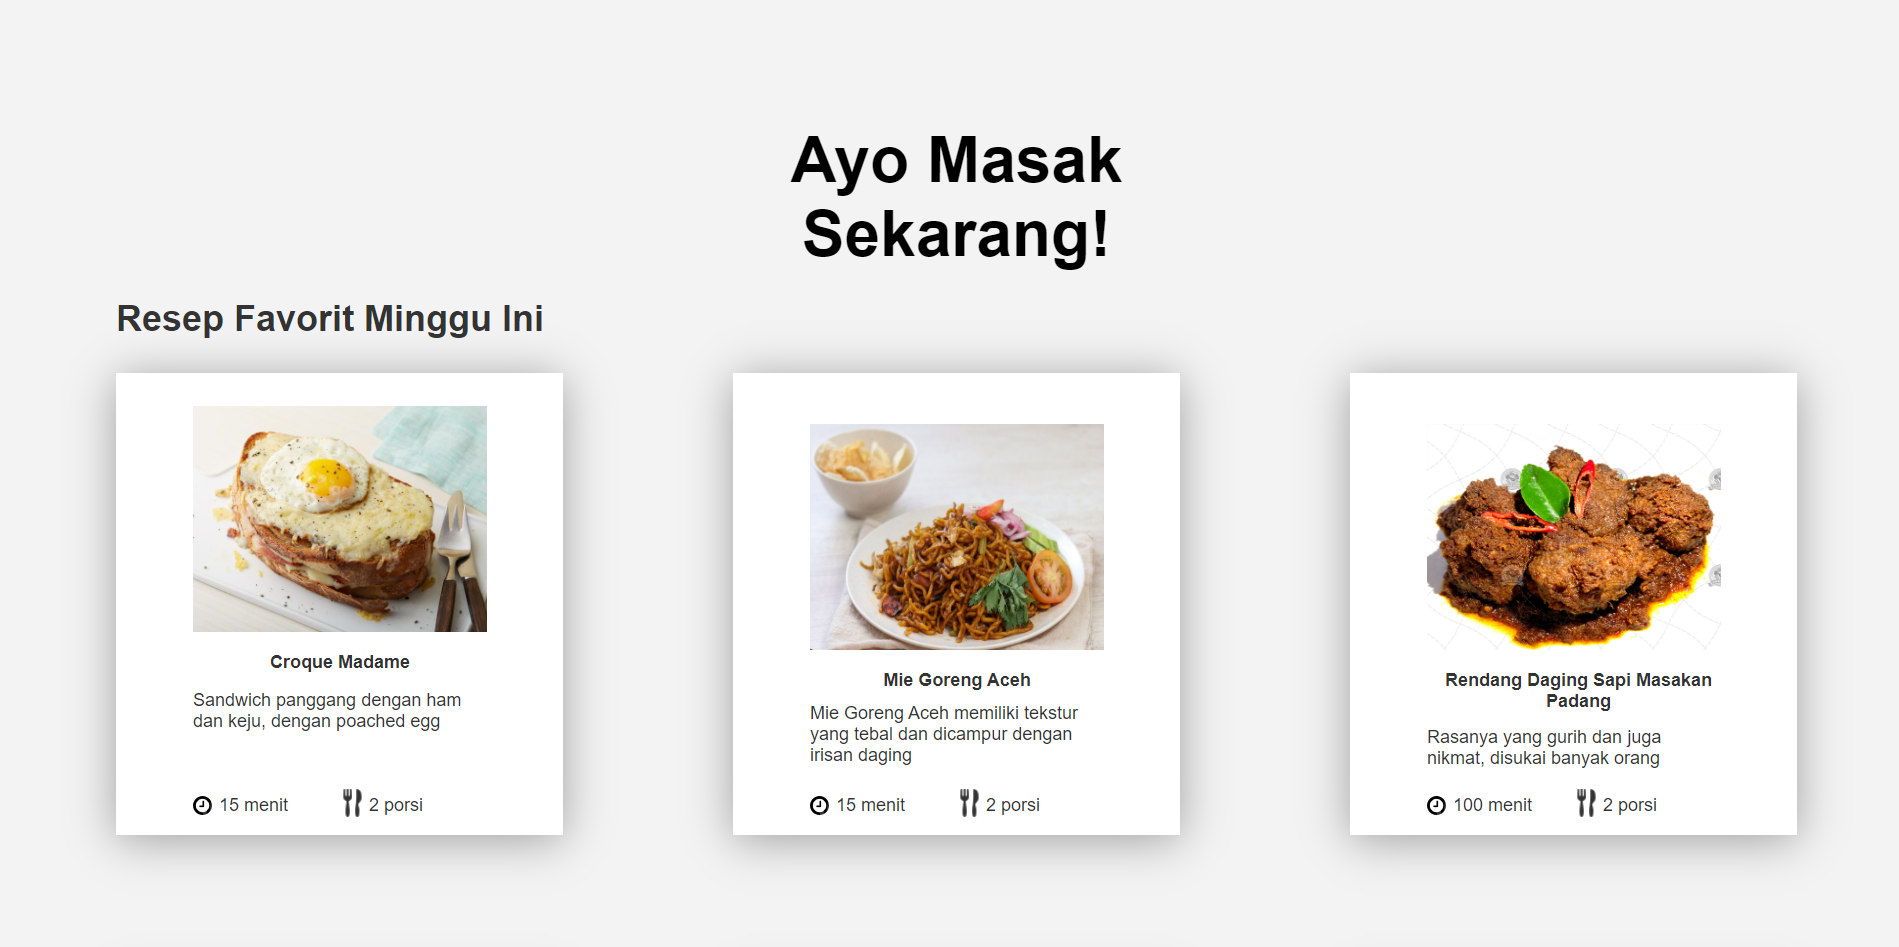 Ayo Masak
Sekarang!
Resep Favorit Minggu Ini
Croque Madame
Sandwich panggang dengan ham
dan keju, dengan poached egg
15 menit
2 porsi
Mie Goreng Aceh
Mie Goreng Aceh memiliki tekstur
yang tebal dan dicampur dengan
irisan daging
15 menit
2 porsi
Rendang Daging Sapi Masakan
Padang
Rasanya yang gurih dan juga
nikmat, disukai banyak orang
100 menit
2 porsi